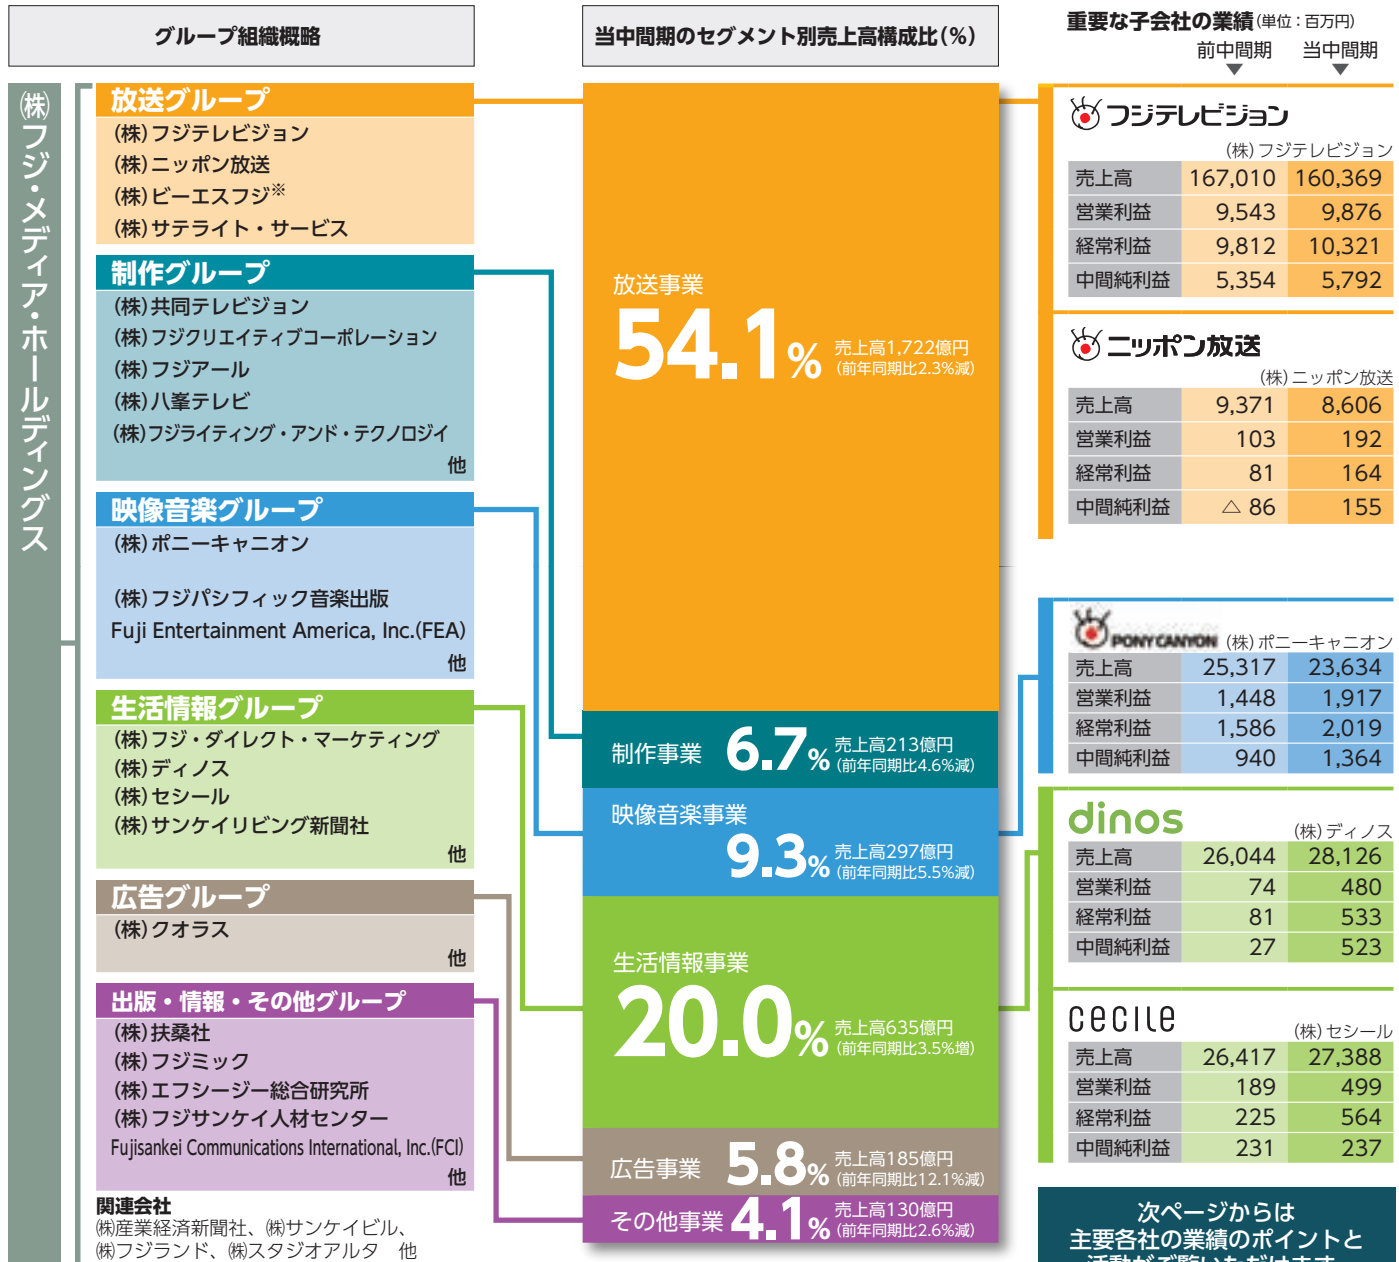 グループ組織概略
㈱フジ・メディア・ホールディングス
放送グループ
(株)フジテレビジョン
(株)ニッポン放送
(株)ビーエスフジ※
(株)サテライト・サービス
制作グループ
(株)共同テレビジョン
(株)フジクリエイティブコーポレーション
(株)フジアール
(株)八峯テレビ
(株)フジライティング・アンド・テクノロジイ
他
映像音楽グループ
(株)ポニーキャニオン
(株)フジパシフィック音楽出版
Fuji Entertainment America, Inc.(FEA)
他
生活情報グループ
(株)フジ・ダイレクト・マーケティング
(株)ディノス
(株)セシール
(株)サンケイリビング新聞社
他
広告グループ
(株)クオラス
他
出版・情報・その他グループ
(株)扶桑社
(株)フジミック
(株)エフシージー総合研究所
(株)フジサンケイ人材センター
Fujisankei Communications International, Inc.(FCI)
他
関連会社
㈱産業経済新聞社、㈱サンケイビル、
㈱フジランド、㈱スタジオアルタ 他
当中間期のセグメント別売上高構成比(%)
放送事業
54.1% 売上高1,722億円
(前年同期比2.3%減)
制作事業 6.7% 売上高213億円
(前年同期比4.6%減)
映像音楽事業
9.3% 売上高297億円
(前年同期比5.5%減)
生活情報事業
20.0% 売上高635億円
(前年同期比3.5%増)
広告事業 5.8% 売上高185億円
(前年同期比12.1%減)
その他事業 4.1% 売上高130億円
(前年同期比2.6%減)
重要な子会社の業績(単位：百万円)
前中間期 当中間期
▼ ▼
フジテレビジョン
(株)フジテレビジョン
売上高 167,010 160,369
営業利益 9,543 9,876
経常利益 9,812 10,321
中間純利益 5,354 5,792
ニッポン放送
(株)ニッポン放送
売上高 9,371 8,606
営業利益 103 192
経常利益 81 164
中間純利益 △ 86 155
PONY CANYON (株)ポニーキャニオン
売上高 25,317 23,634
営業利益 1,448 1,917
経常利益 1,586 2,019
中間純利益 940 1,364
dinos
(株)ディノス
売上高 26,044 28,126
営業利益 74 480
経常利益 81 533
中間純利益 27 523
cecile
(株)セシール
売上高 26,417 27,388
営業利益 189 499
経常利益 225 564
中間純利益 231 237
次ページからは
主要各社の業績のポイントと
活動がご覧いただけます